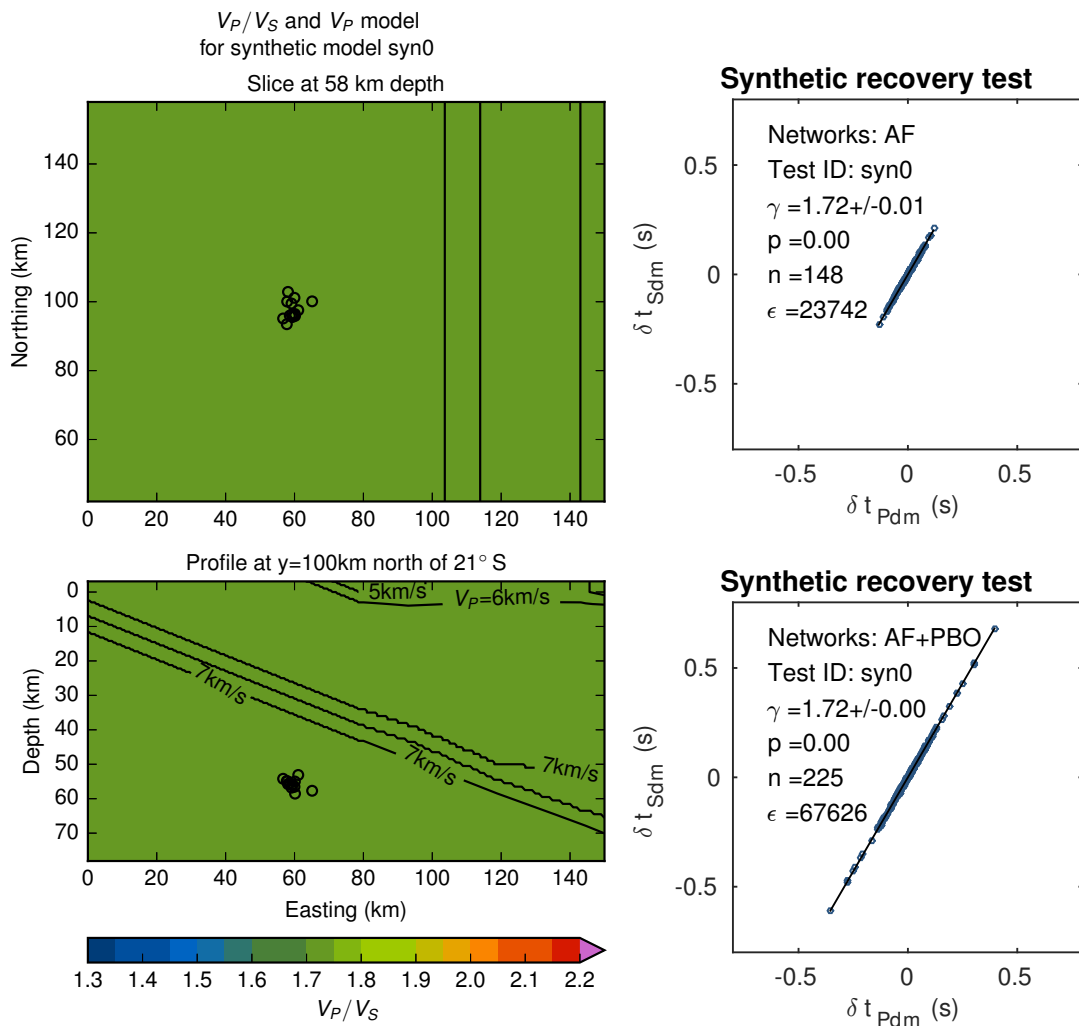 V_P/V_S and V_P model
for synthetic model syn0
Slice at 58 km depth
Northing (km)
140
120
100
80
60
0 20 40 60 80 100 120 140
Profile at y=100km north of 21° S
Depth (km)
0
10
20
30
40
50
60
70
5km/s
V_P=6km/s
7km/s
7km/s
7km/s
0 20 40 60 80 100 120 140
Easting (km)
1.3 1.4 1.5 1.6 1.7 1.8 1.9 2.0 2.1 2.2
V_P/V_S
Synthetic recovery test
Networks: AF
Test ID: syn0
γ =1.72+/-0.01
p =0.00
n =148
ϵ =23742
δ t_Sdm (s)
0.5
0
-0.5
-0.5 0 0.5
δ t_Pdm (s)
Synthetic recovery test
Networks: AF+PBO
Test ID: syn0
γ =1.72+/-0.00
p =0.00
n =225
ϵ =67626
δ t_Sdm (s)
0.5
0
-0.5
-0.5 0 0.5
δ t_Pdm (s)